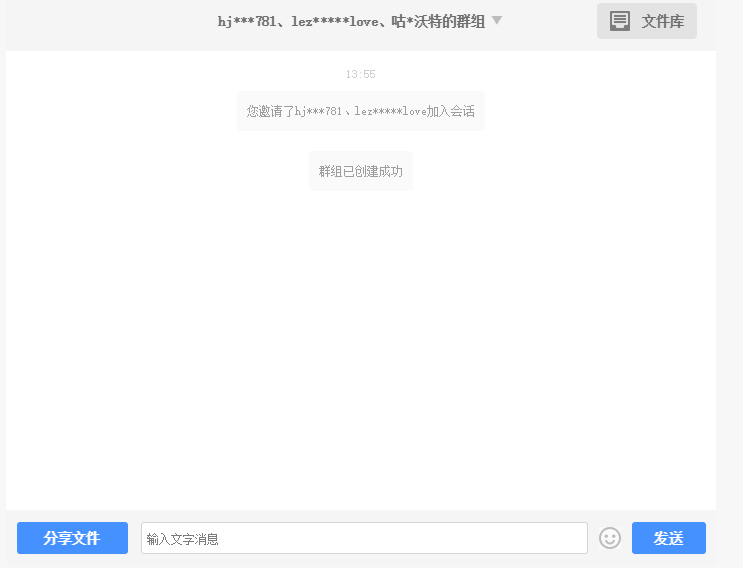 hj***781、lez*****love、咕*沃特的群组
文件库
13:55
您邀请了hj***781、lez*****love加入会话
群组已创建成功
分享文件
输入文字消息
发送